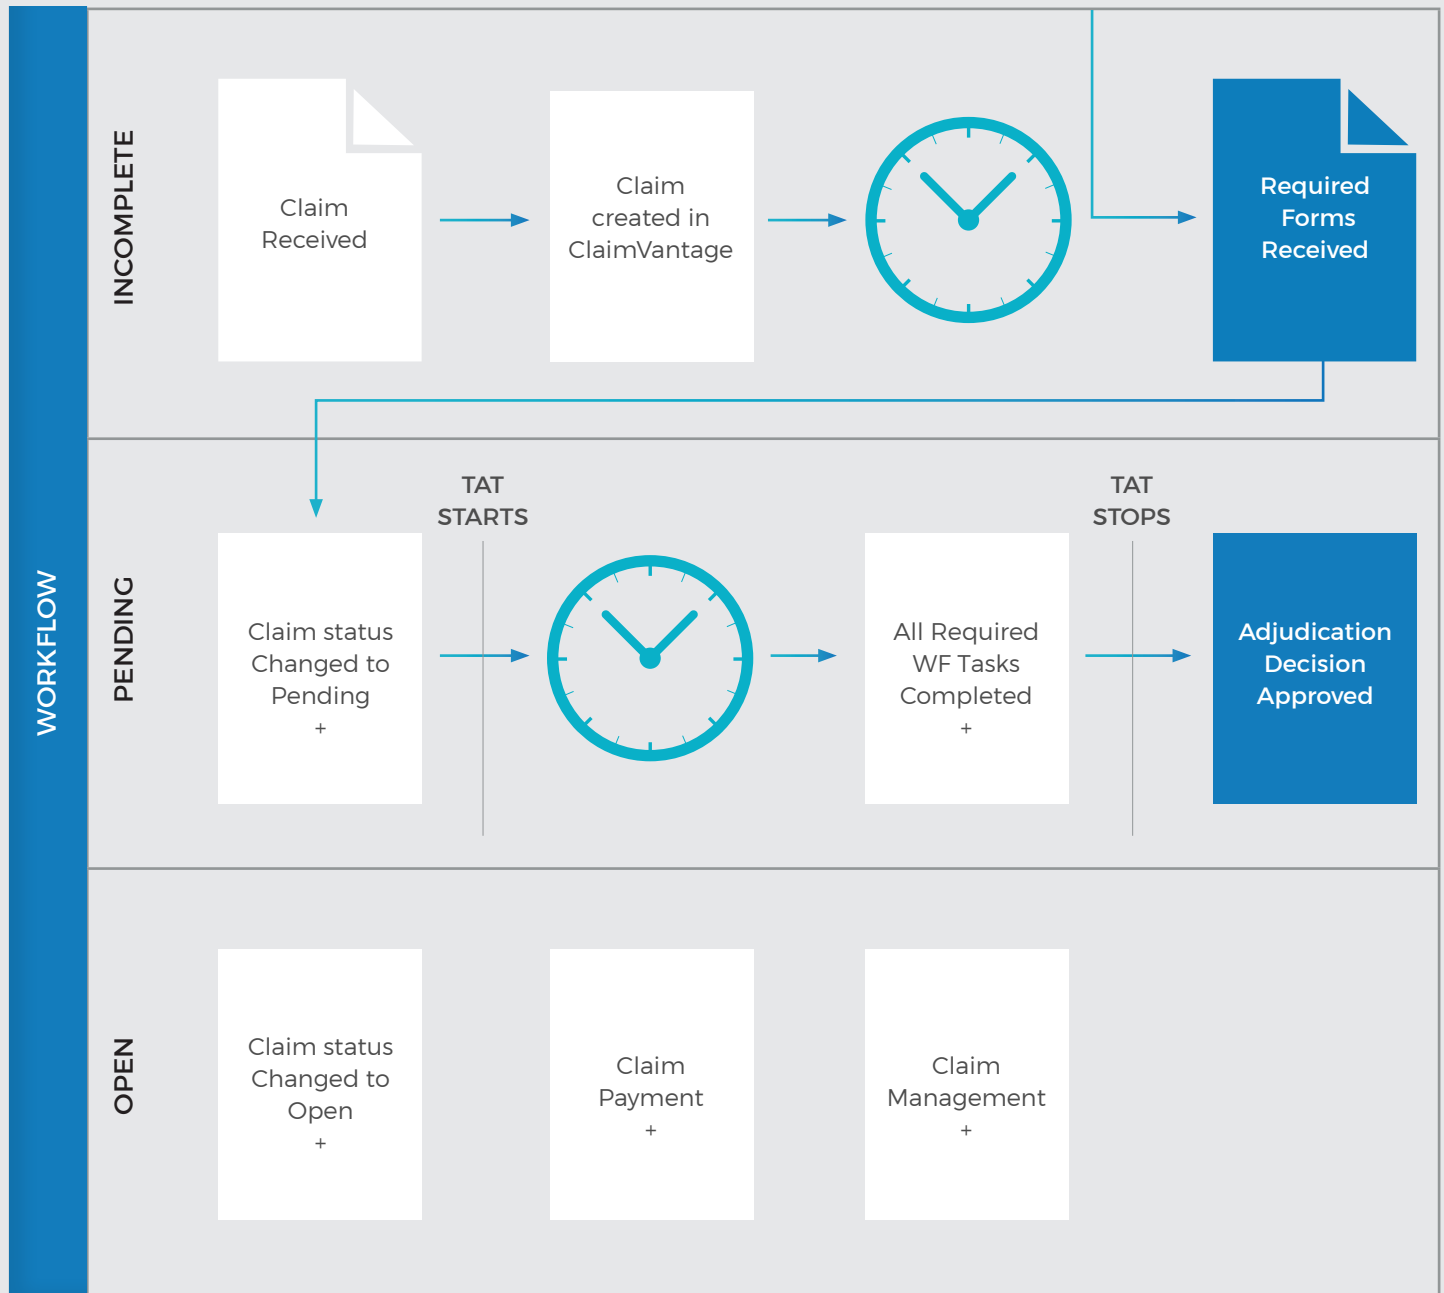 WORKFLOW
INCOMPLETE
Claim
Received
Claim
created in
ClaimVantage
Required
Forms
Received
PENDING
TAT
STARTS
TAT
STOPS
Claim status
Changed to
Pending
+
All Required
WF Tasks
Completed
+
Adjudication
Decision
Approved
OPEN
Claim status
Changed to
Open
+
Claim
Payment
+
Claim
Management
+